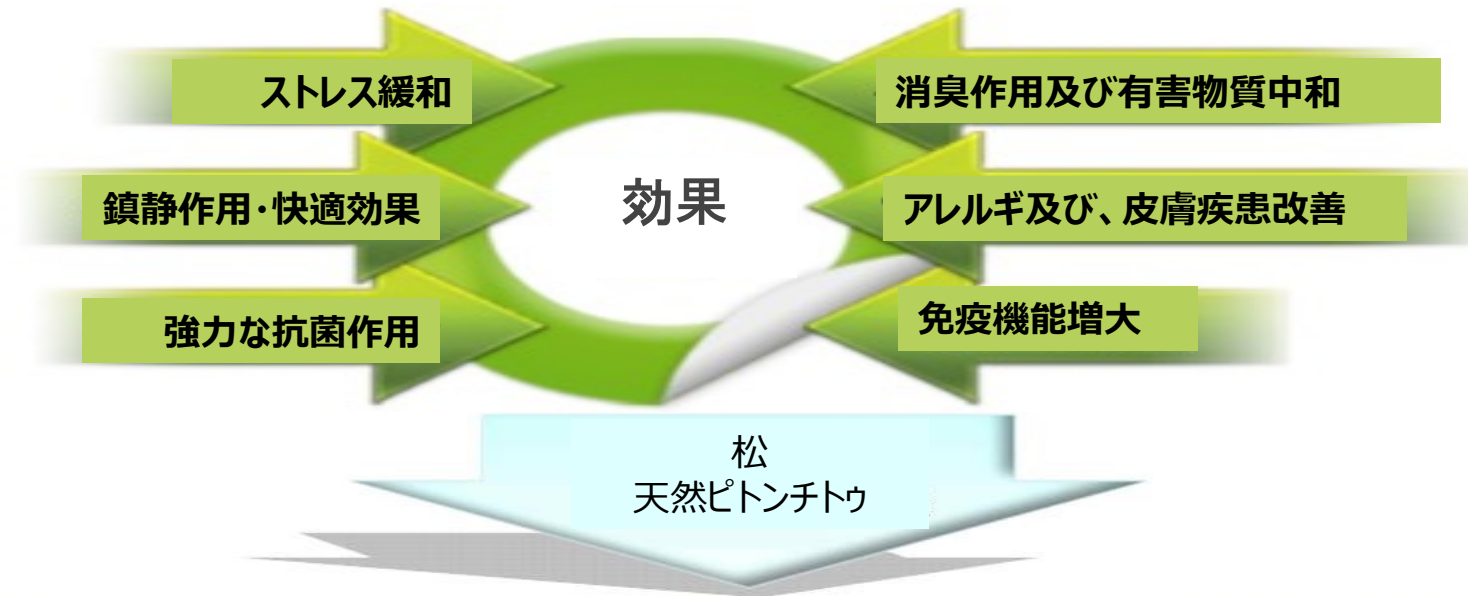 ストレス緩和
消臭作用及び有害物質中和
鎮静作用・快適効果
効果
アレルギ及び、皮膚疾患改善
強力な抗菌作用
免疫機能増大
松
天然ピトンチトゥ